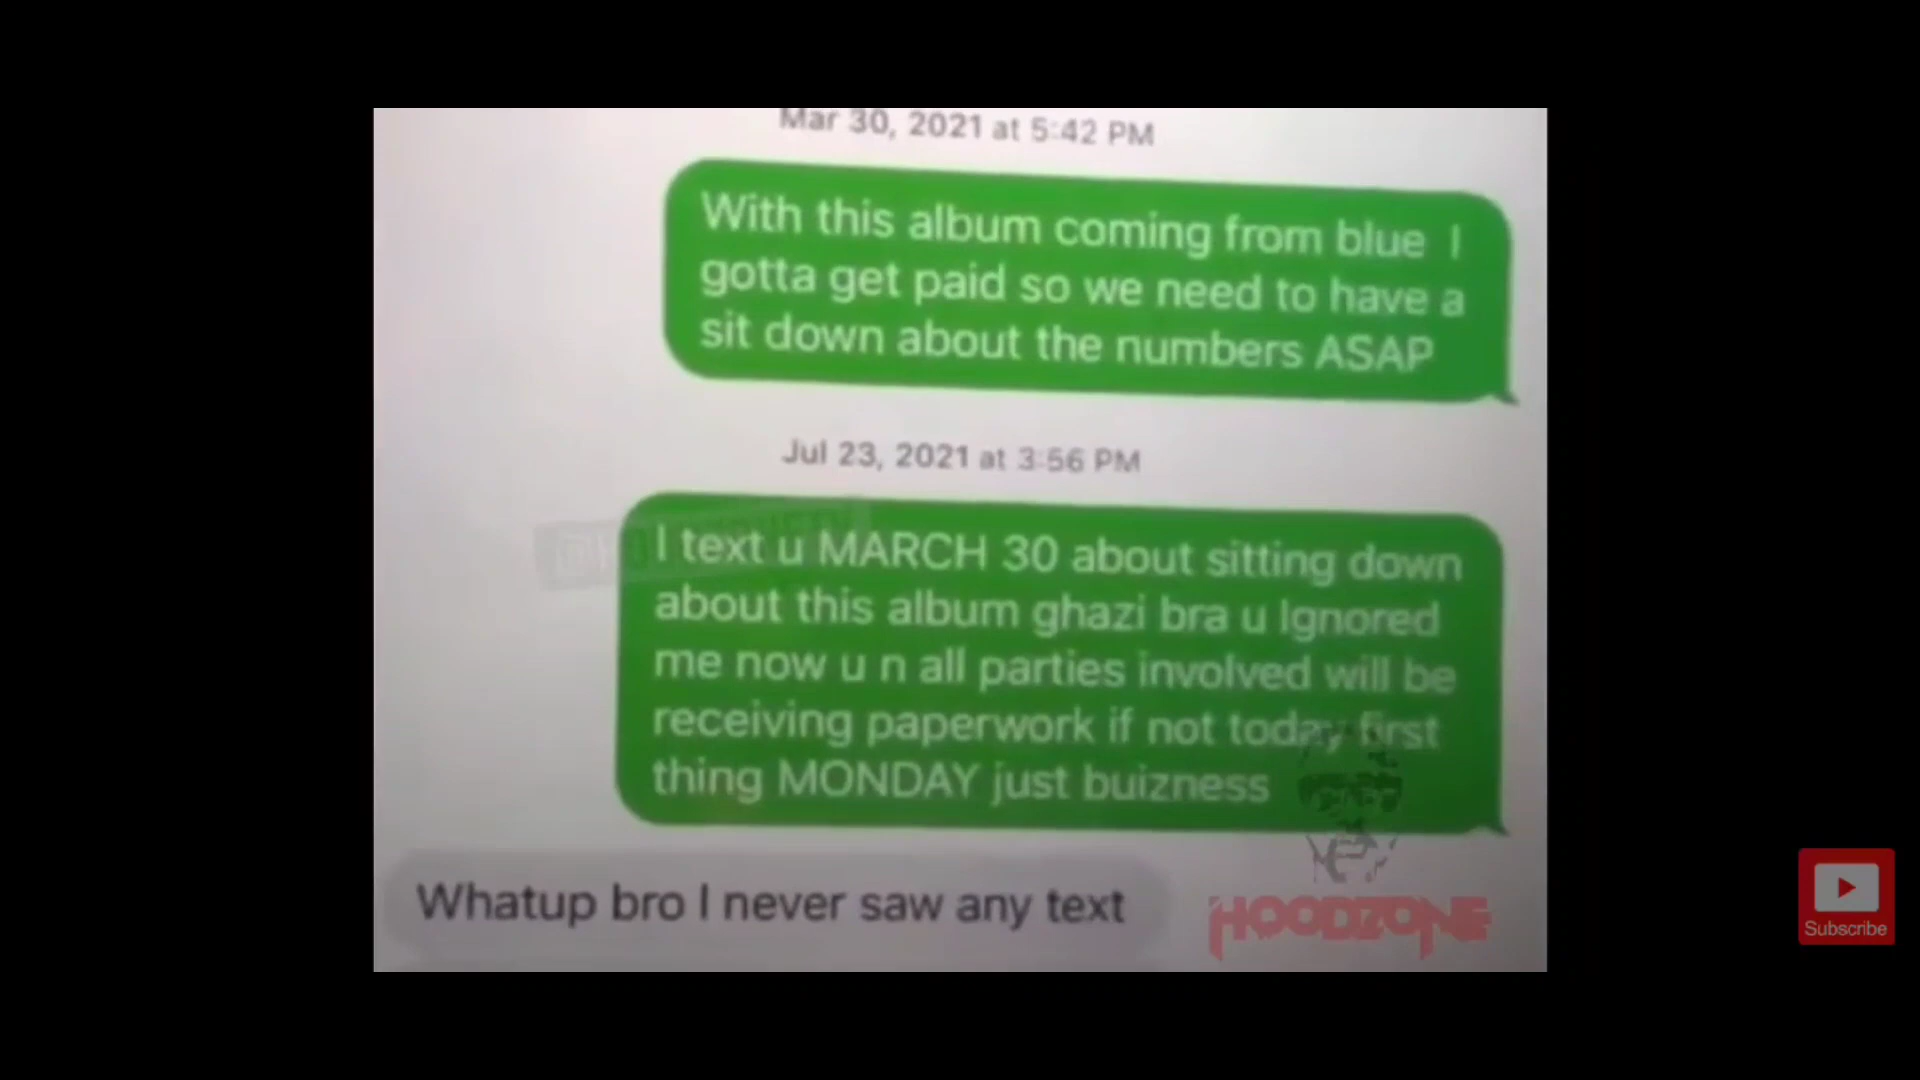 Mar 30, 2021 at 5:42 PM
With this album coming from blue I
gotta get paid so we need to have a
sit down about the numbers ASAP
Jul 23, 2021 at 3:56 PM
I text u MARCH 30 about sitting down
about this album ghazi bra u Ignored
me now u n all parties involved will be
receiving paperwork if not today first
thing MONDAY just buizness
Whatup bro I never saw any text
HOODZONE
Subscribe